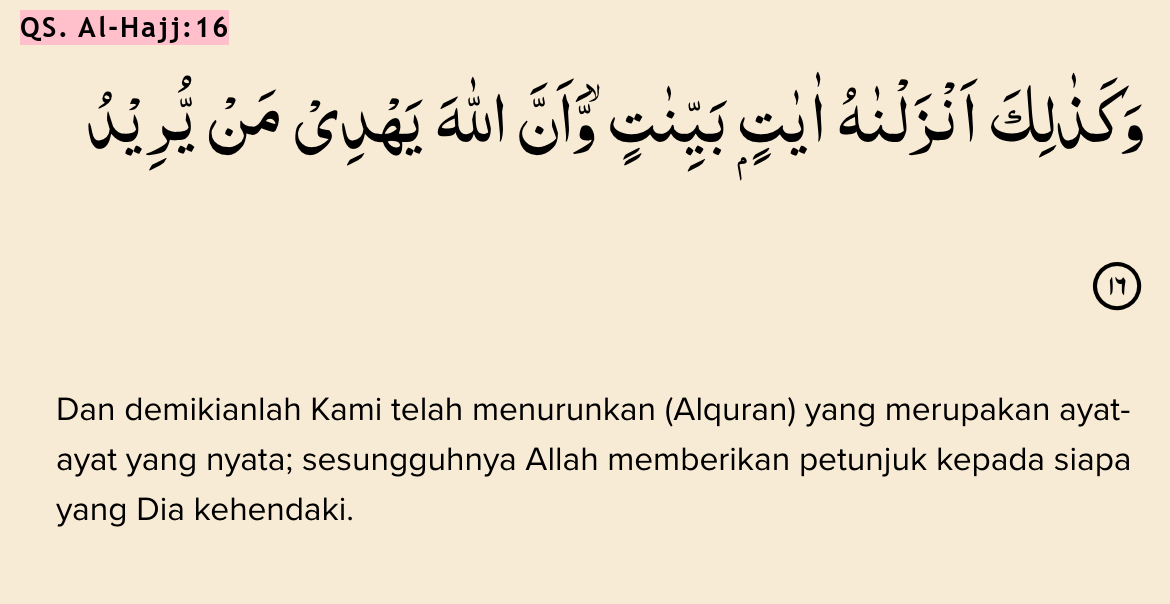 QS. Al-Hajj:16
وَكَذٰلِكَ اَنْزَلْنٰهُ اٰيٰتٍۢ بَيِّنٰتٍ وَّاَنَّ اللّٰهَ يَهْدِيْ مَنْ يُّرِيْدُ
١٦
Dan demikianlah Kami telah menurunkan (Alquran) yang merupakan ayat-
ayat yang nyata; sesungguhnya Allah memberikan petunjuk kepada siapa
yang Dia kehendaki.